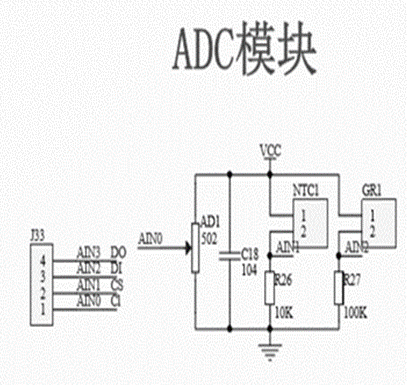 ADC模块
VCC
NTC1
GR1
1
2
1
2
J33
4
3
2
1
AIN3 DO
AIN2 DI
AIN1 CS
AIN0 Cl
AIN0
AD1
502
C18
104
AIN1
AIN2
R26
10K
R27
100K